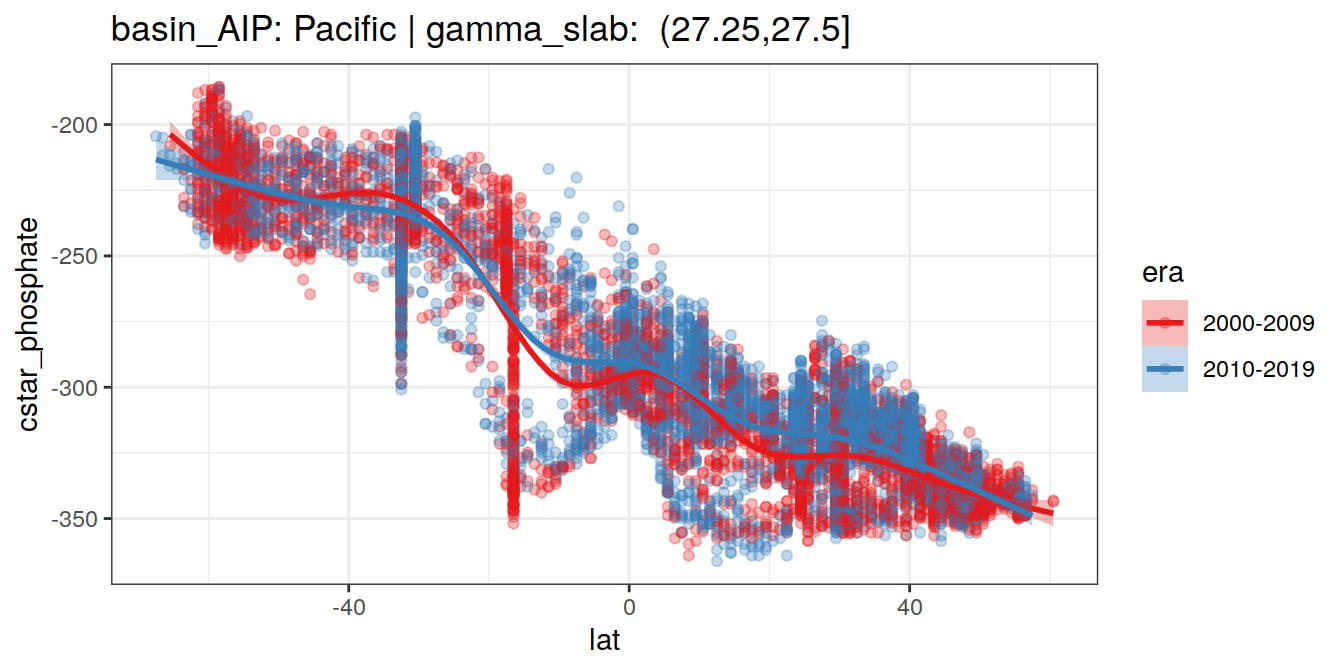 basin_AIP: Pacific | gamma_slab:  (27.25,27.5]
cstar_phosphate
-200
-250
-300
-350
-40
0
40
lat
era
2000-2009
2010-2019